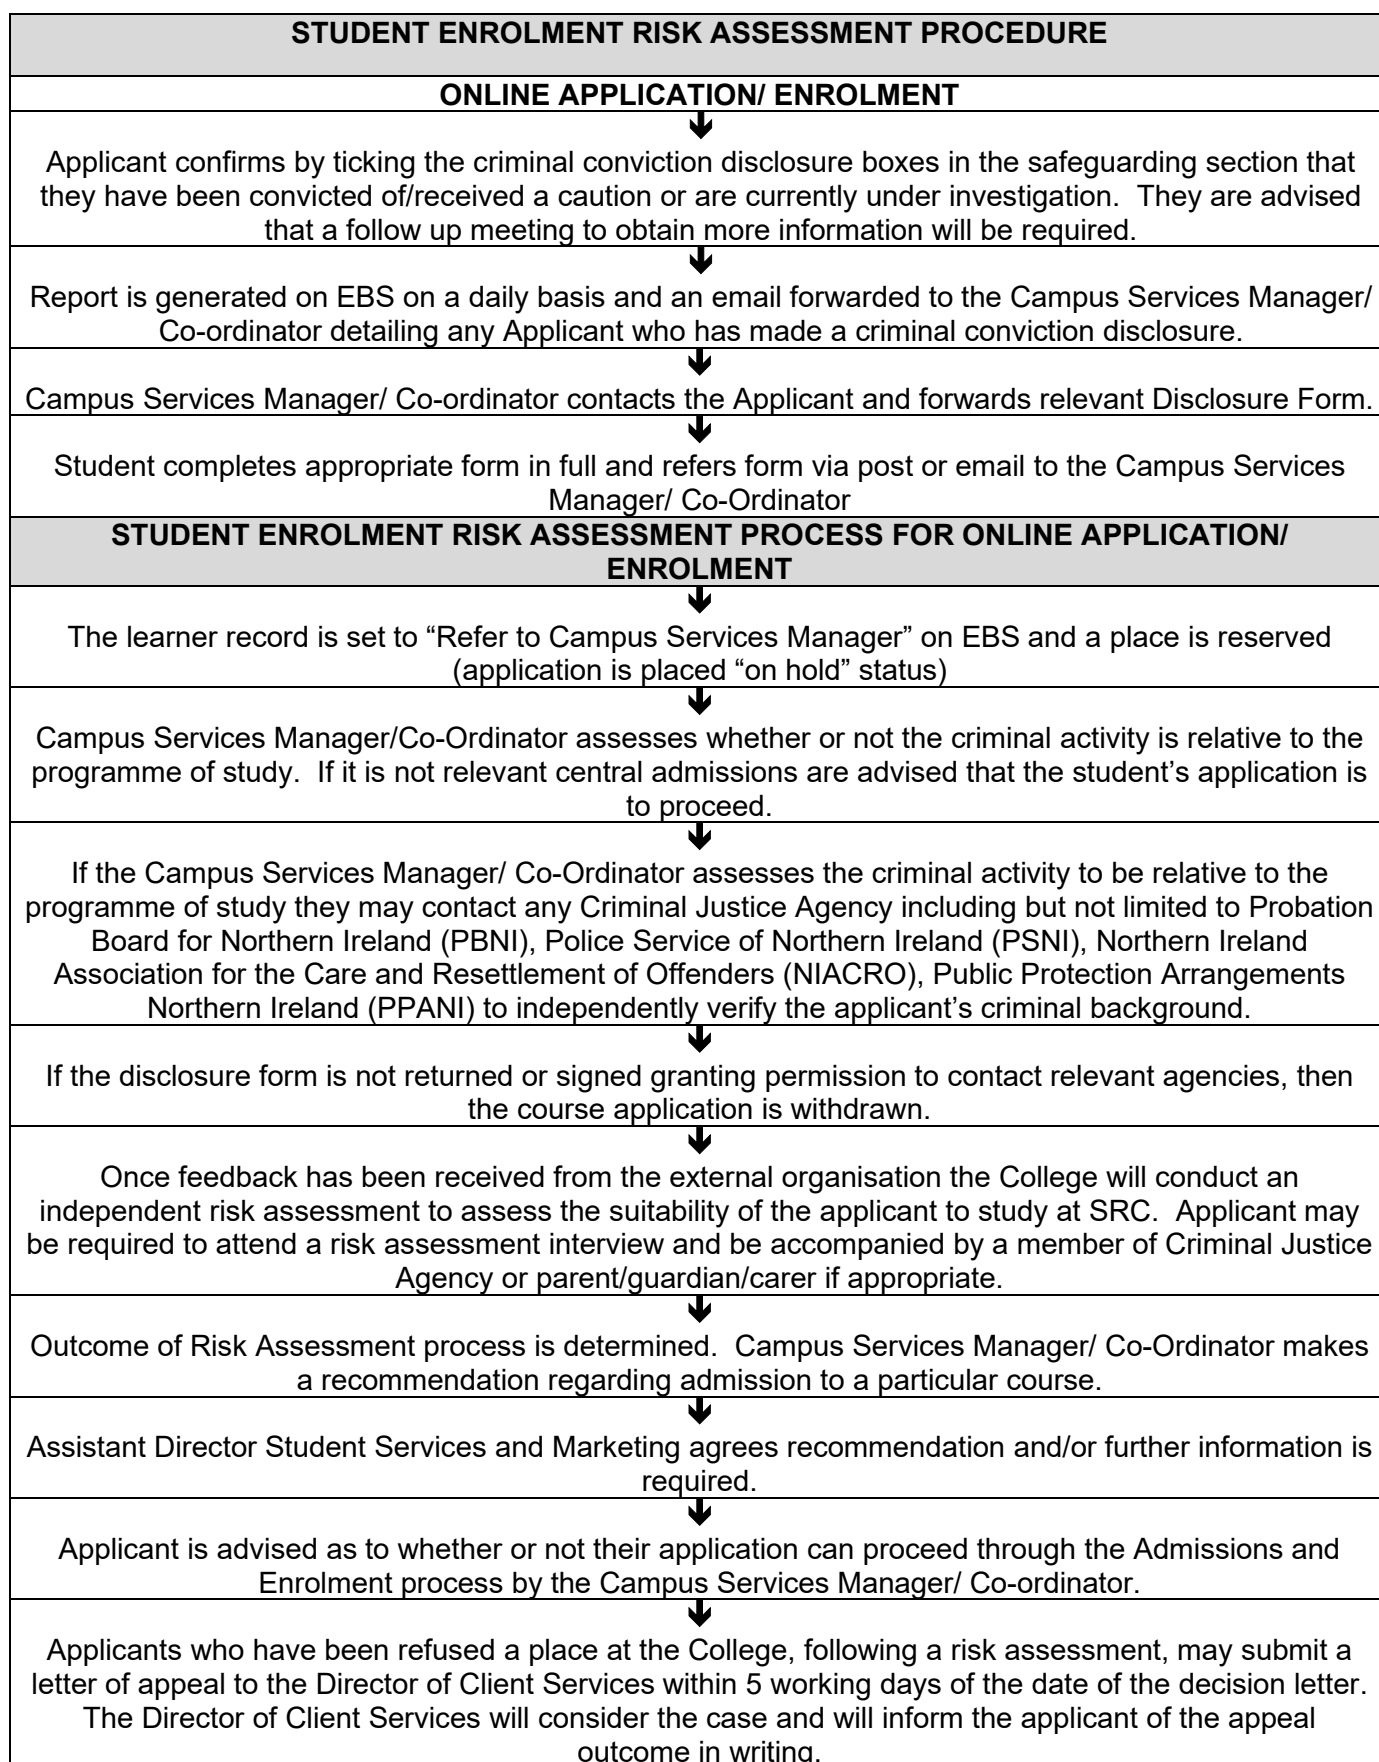 STUDENT ENROLMENT RISK ASSESSMENT PROCEDURE
ONLINE APPLICATION/ ENROLMENT
Applicant confirms by ticking the criminal conviction disclosure boxes in the safeguarding section that
they have been convicted of/received a caution or are currently under investigation.  They are advised
that a follow up meeting to obtain more information will be required.
Report is generated on EBS on a daily basis and an email forwarded to the Campus Services Manager/
Co-ordinator detailing any Applicant who has made a criminal conviction disclosure.
Campus Services Manager/ Co-ordinator contacts the Applicant and forwards relevant Disclosure Form.
Student completes appropriate form in full and refers form via post or email to the Campus Services
Manager/ Co-Ordinator
STUDENT ENROLMENT RISK ASSESSMENT PROCESS FOR ONLINE APPLICATION/
ENROLMENT
The learner record is set to “Refer to Campus Services Manager” on EBS and a place is reserved
(application is placed “on hold” status)
Campus Services Manager/Co-Ordinator assesses whether or not the criminal activity is relative to the
programme of study.  If it is not relevant central admissions are advised that the student’s application is
to proceed.
If the Campus Services Manager/ Co-Ordinator assesses the criminal activity to be relative to the
programme of study they may contact any Criminal Justice Agency including but not limited to Probation
Board for Northern Ireland (PBNI), Police Service of Northern Ireland (PSNI), Northern Ireland
Association for the Care and Resettlement of Offenders (NIACRO), Public Protection Arrangements
Northern Ireland (PPANI) to independently verify the applicant’s criminal background.
If the disclosure form is not returned or signed granting permission to contact relevant agencies, then
the course application is withdrawn.
Once feedback has been received from the external organisation the College will conduct an
independent risk assessment to assess the suitability of the applicant to study at SRC.  Applicant may
be required to attend a risk assessment interview and be accompanied by a member of Criminal Justice
Agency or parent/guardian/carer if appropriate.
Outcome of Risk Assessment process is determined.  Campus Services Manager/ Co-Ordinator makes
a recommendation regarding admission to a particular course.
Assistant Director Student Services and Marketing agrees recommendation and/or further information is
required.
Applicant is advised as to whether or not their application can proceed through the Admissions and
Enrolment process by the Campus Services Manager/ Co-ordinator.
Applicants who have been refused a place at the College, following a risk assessment, may submit a
letter of appeal to the Director of Client Services within 5 working days of the date of the decision letter.
The Director of Client Services will consider the case and will inform the applicant of the appeal
outcome in writing.